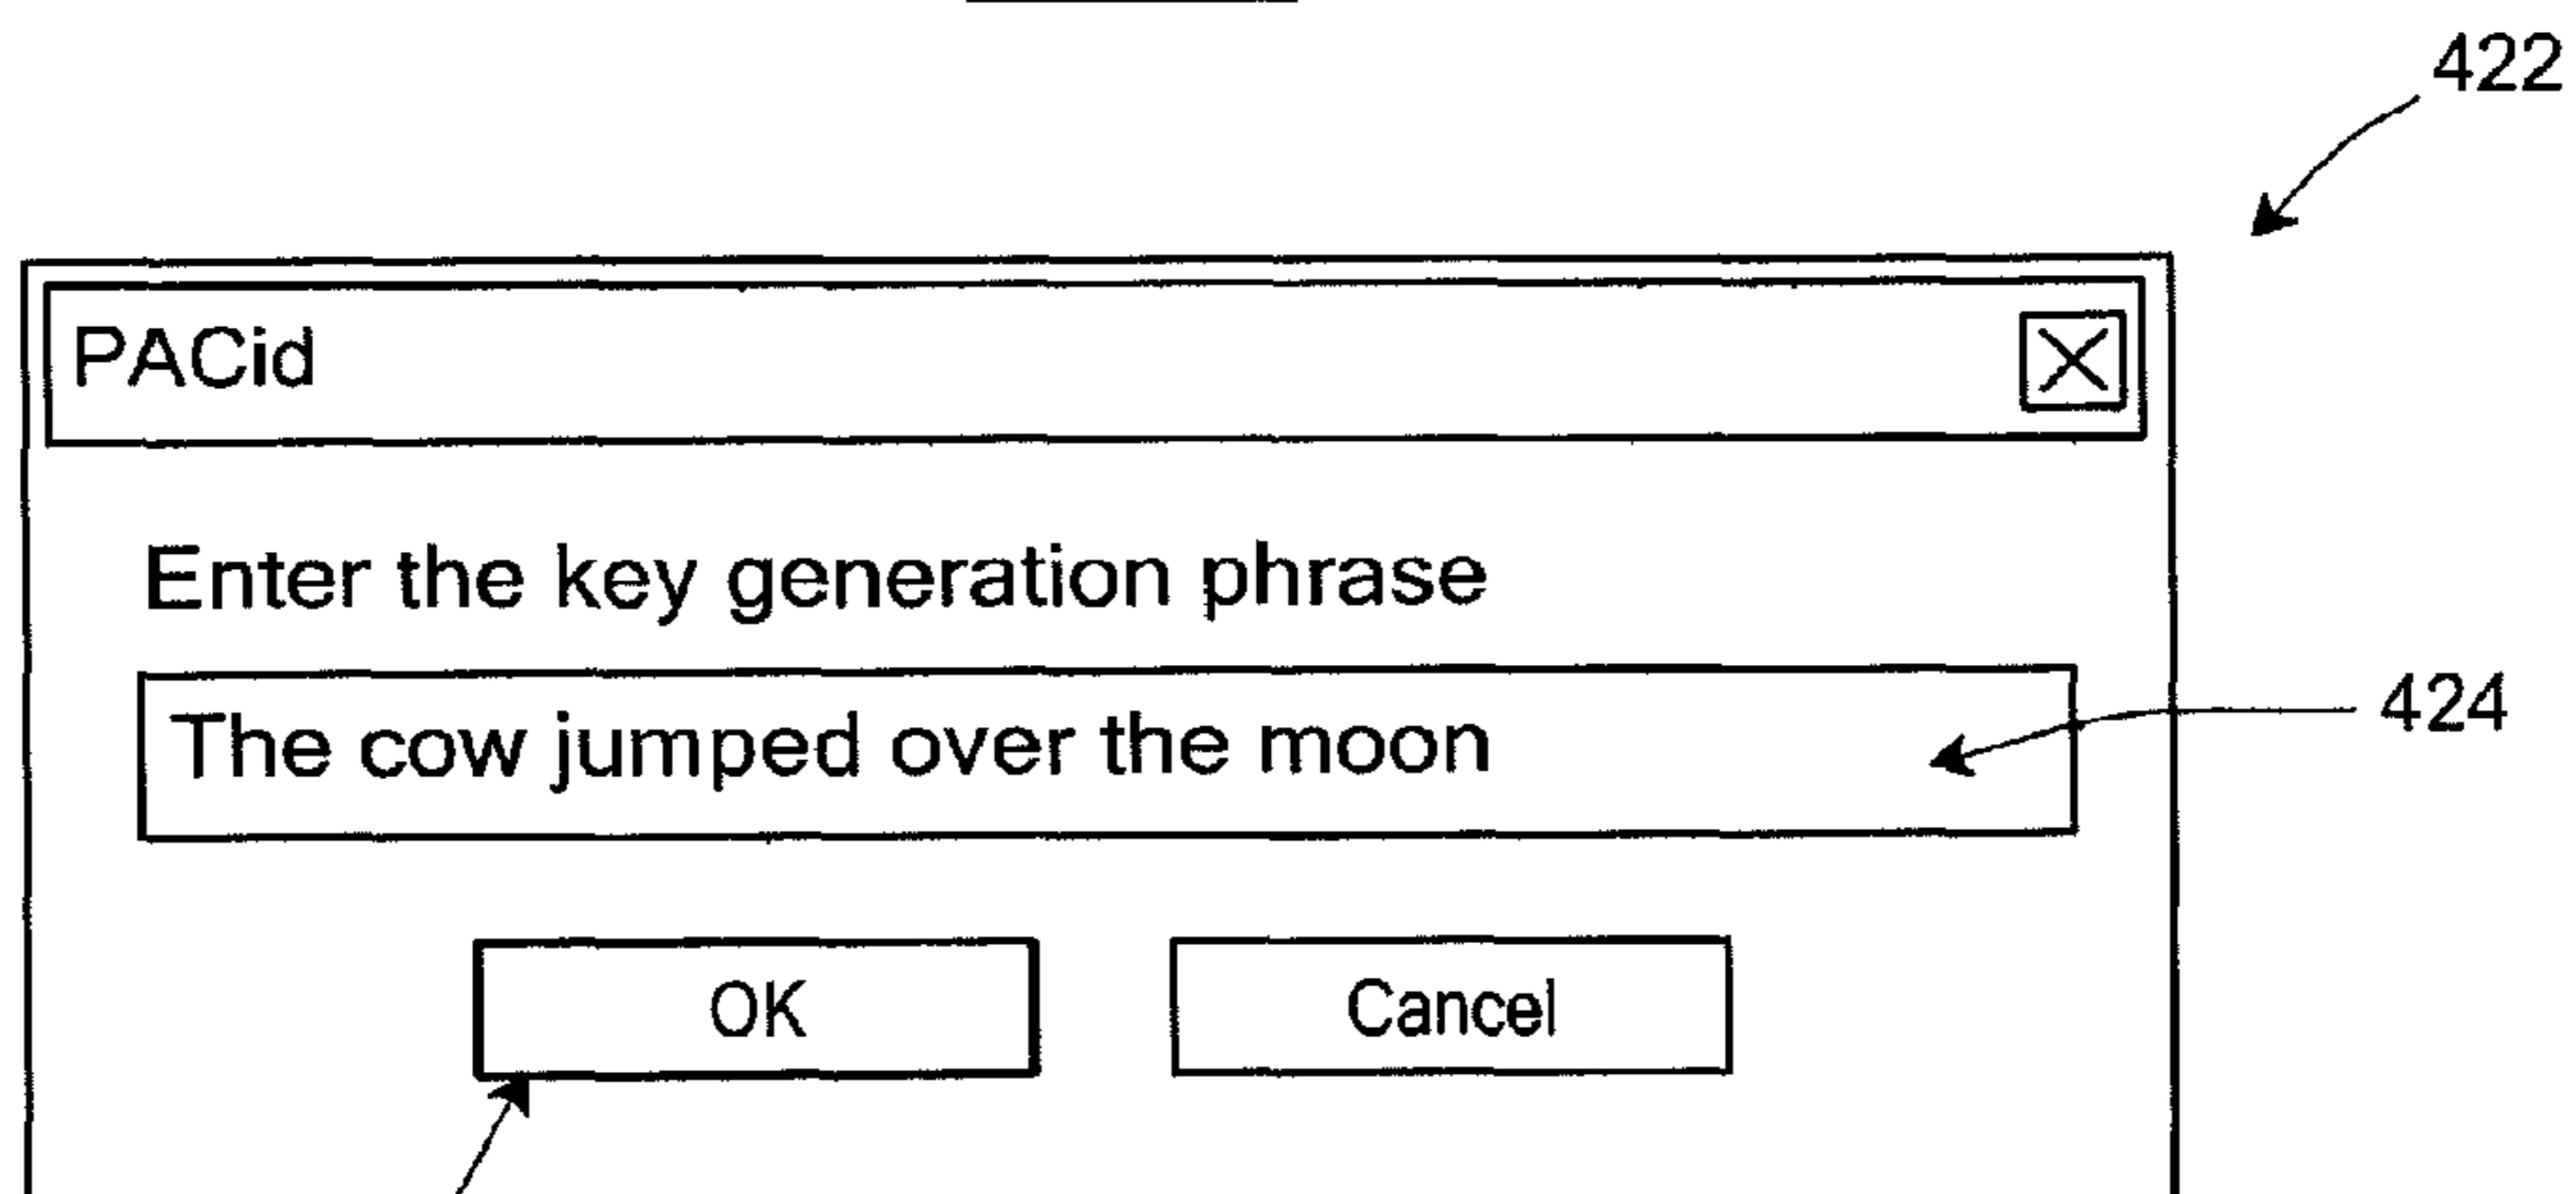 422
PACid
Enter the key generation phrase
The cow jumped over the moon
424
OK
Cancel